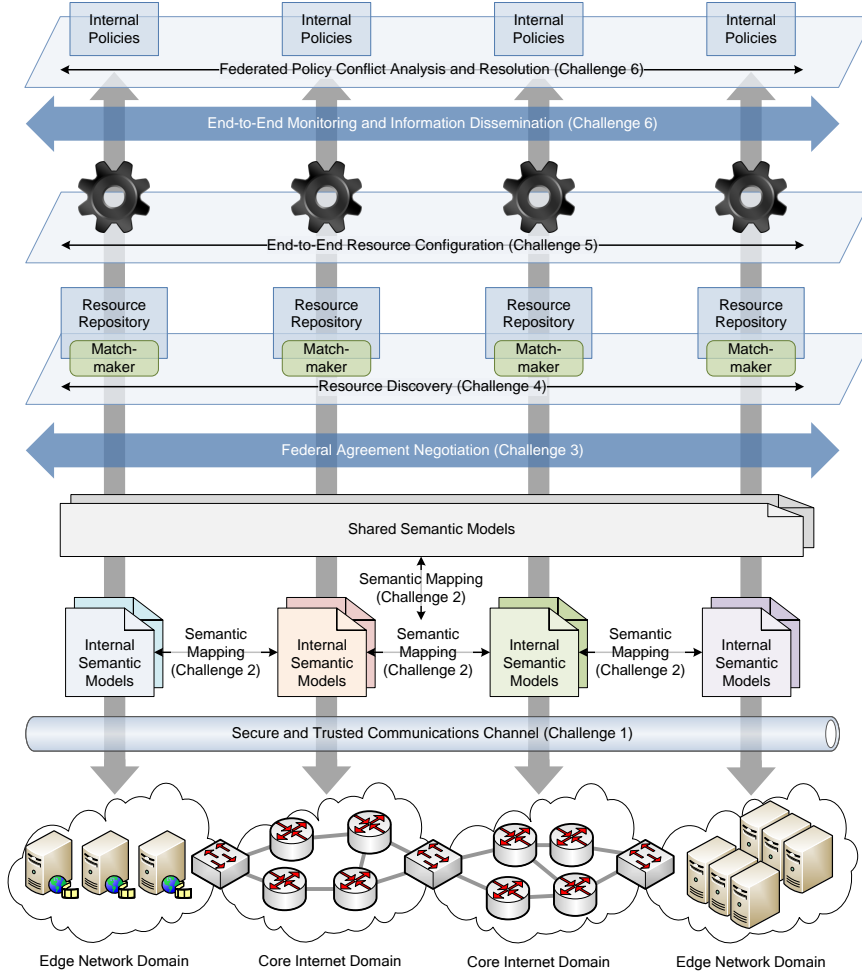 Internal
Policies
Internal
Policies
Internal
Policies
Internal
Policies
Federated Policy Conflict Analysis and Resolution (Challenge 6)
End-to-End Monitoring and Information Dissemination (Challenge 6)
End-to-End Resource Configuration (Challenge 5)
Resource
Repository
Match-
maker
Resource
Repository
Match-
maker
Resource
Repository
Match-
maker
Resource
Repository
Match-
maker
Resource Discovery (Challenge 4)
Federal Agreement Negotiation (Challenge 3)
Shared Semantic Models
Semantic Mapping
(Challenge 2)
Internal
Semantic
Models
Semantic
Mapping
(Challenge 2)
Internal
Semantic
Models
Semantic
Mapping
(Challenge 2)
Internal
Semantic
Models
Semantic
Mapping
(Challenge 2)
Internal
Semantic
Models
Secure and Trusted Communications Channel (Challenge 1)
Edge Network Domain
Core Internet Domain
Core Internet Domain
Edge Network Domain